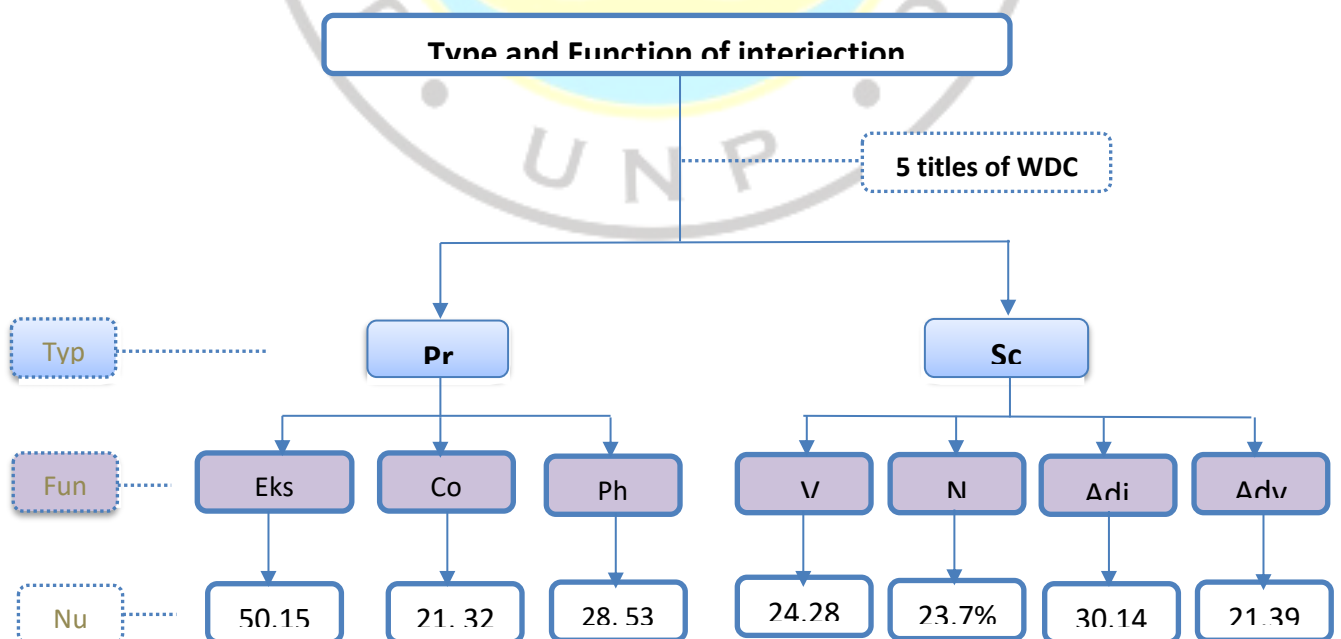 Type and Function of interjection
UNP
5 titles of WDC
Typ
Pr
Sc
Fun
Eks
Co
Ph
V
N
Adj
Adv
Nu
50.15
21. 32
28. 53
24.28
23.7%
30.14
21.39